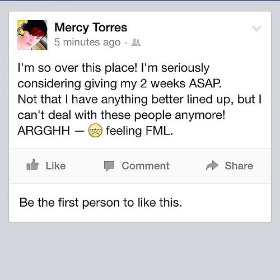 Mercy Torres
5 minutes ago ·
I'm so over this place! I'm seriously
considering giving my 2 weeks ASAP.
Not that I have anything better lined up, but I
can't deal with these people anymore!
ARGGHH — feeling FML.
Like Comment Share
Be the first person to like this.